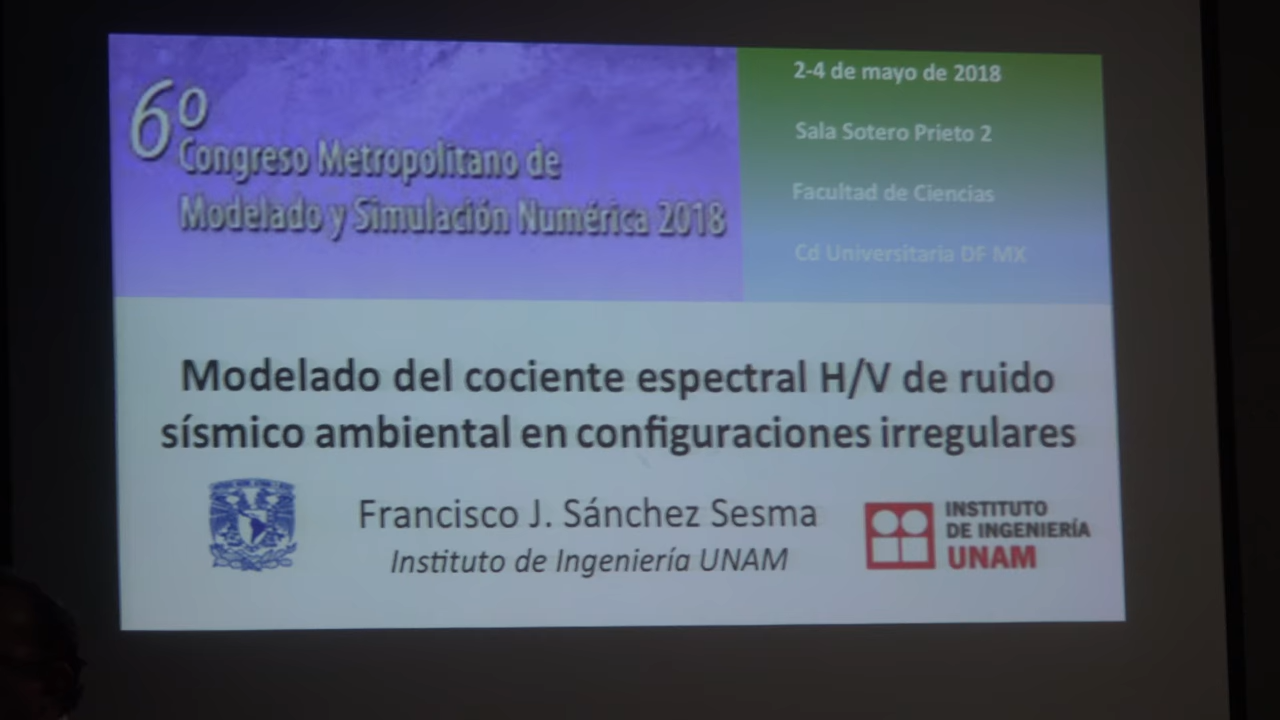 6º
Congreso Metropolitano de
Modelado y Simulación Numérica 2018
2-4 de mayo de 2018
Sala Sotero Prieto 2
Facultad de Ciencias
Cd Universitaria DF MX
Modelado del cociente espectral H/V de ruido
sísmico ambiental en configuraciones irregulares
Francisco J. Sánchez Sesma
Instituto de Ingeniería UNAM
INSTITUTO
DE INGENIERÍA
UNAM